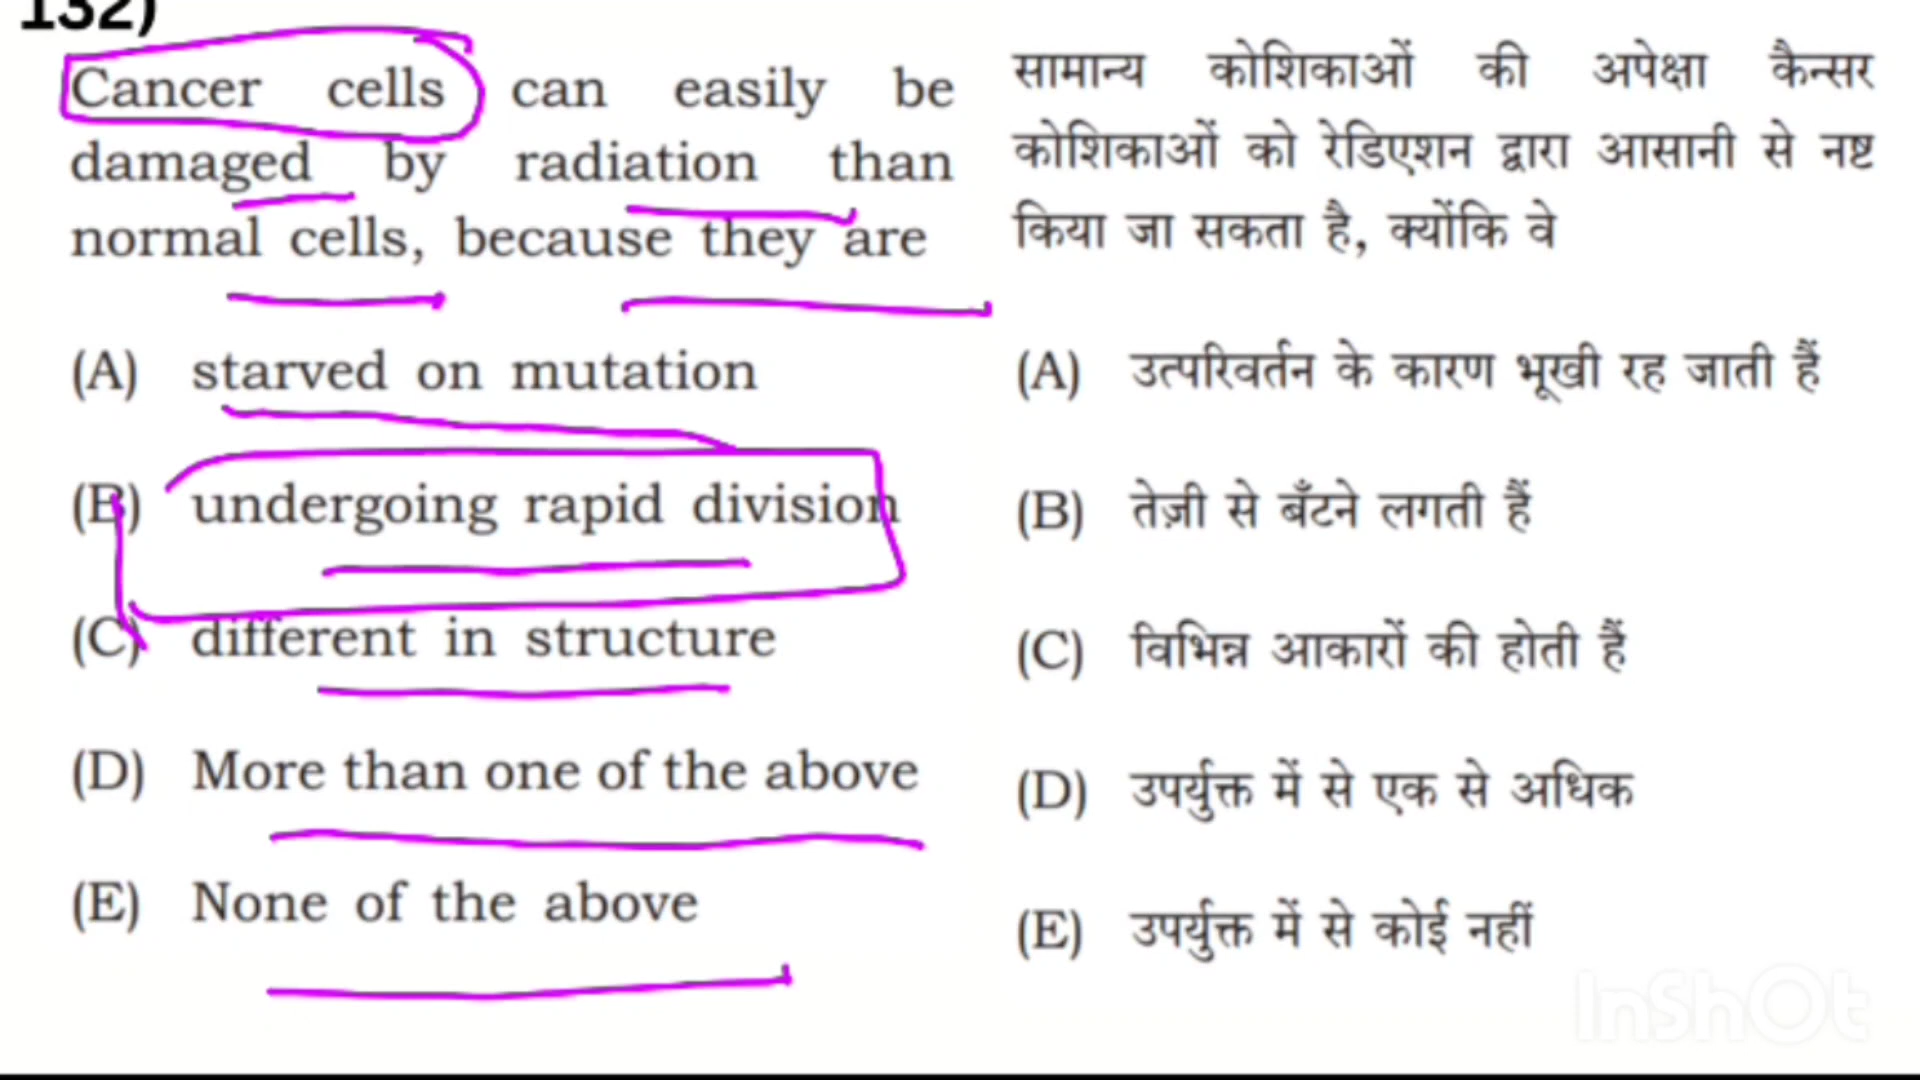 132)
Cancer cells can easily be
damaged by radiation than
normal cells, because they are
(A) starved on mutation
(B) undergoing rapid division
(C) different in structure
(D) More than one of the above
(E) None of the above
सामान्य कोशिकाओं की अपेक्षा कैन्सर
कोशिकाओं को रेडिएशन द्वारा आसानी से नष्ट
किया जा सकता है, क्योंकि वे
(A) उत्परिवर्तन के कारण भूखी रह जाती हैं
(B) तेज़ी से बँटने लगती हैं
(C) विभिन्न आकारों की होती हैं
(D) उपर्युक्त में से एक से अधिक
(E) उपर्युक्त में से कोई नहीं
InShOt